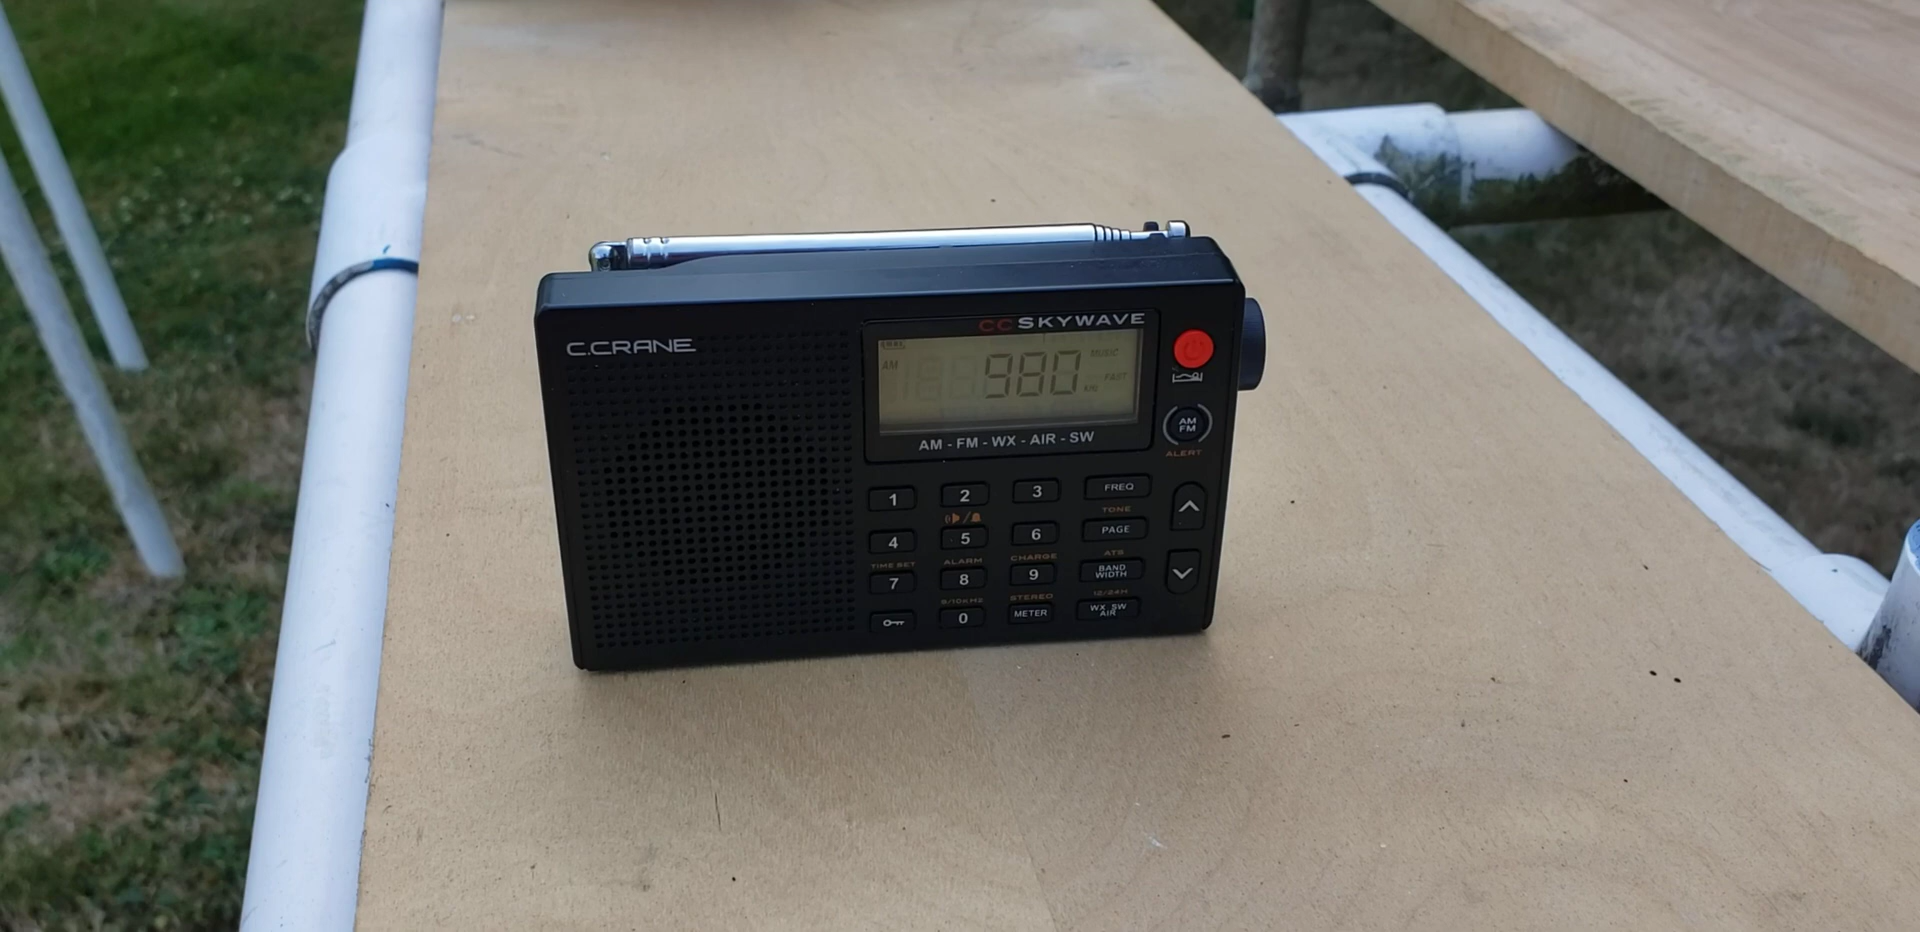 C.CRANE
CC SKYWAVE
AM
980
MUSIC
FAST
kHz
AM - FM - WX - AIR - SW
AM
FM
ALERT
1
2
3
FREQ
TONE
4
5
6
PAGE
TIME SET
ALARM
CHARGE
ATS
7
8
9
BAND
WIDTH
9/10KHZ
STEREO
12/24H
0
METER
WX SW
AIR